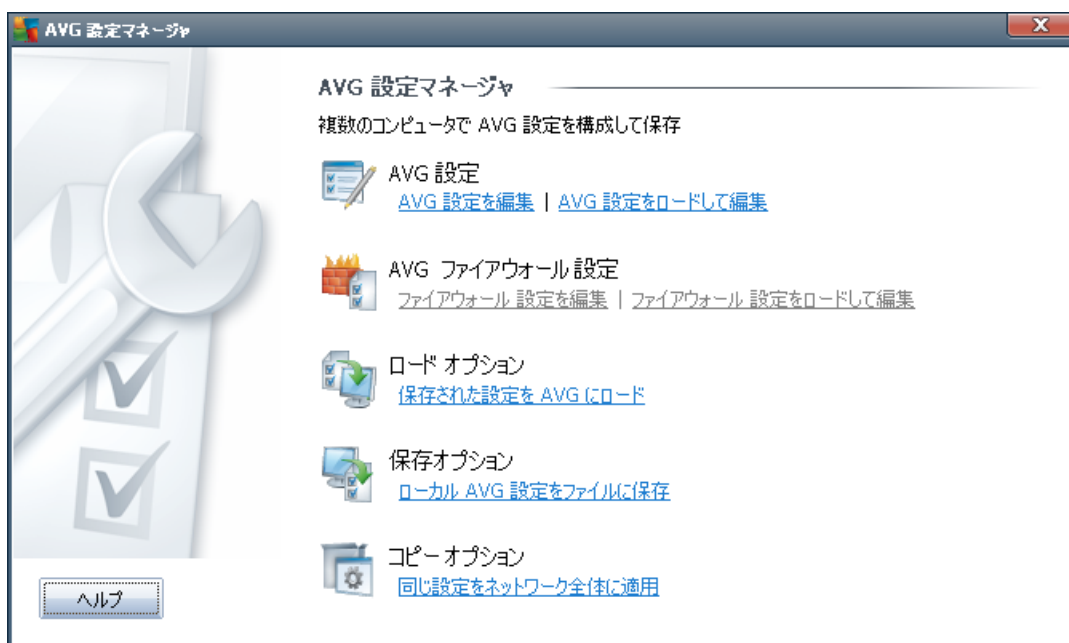 AVG 設定マネージャ
X
AVG 設定マネージャ
複数のコンピュータで AVG 設定を構成して保存
AVG 設定
AVG 設定を編集 | AVG 設定をロードして編集
AVG ファイアウォール設定
ファイアウォール 設定を編集 | ファイアウォール 設定をロードして編集
ロード オプション
保存された設定を AVG にロード
保存オプション
ローカル AVG 設定をファイルに保存
コピー オプション
同じ設定をネットワーク全体に適用
ヘルプ